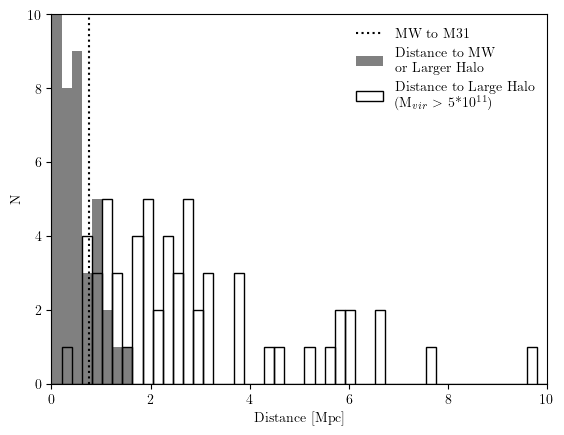 10
8
6
4
2
0
N
MW to M31
Distance to MW
or Larger Halo
Distance to Large Halo
(M_vir > 5*10^11)
0 2 4 6 8 10
Distance [Mpc]